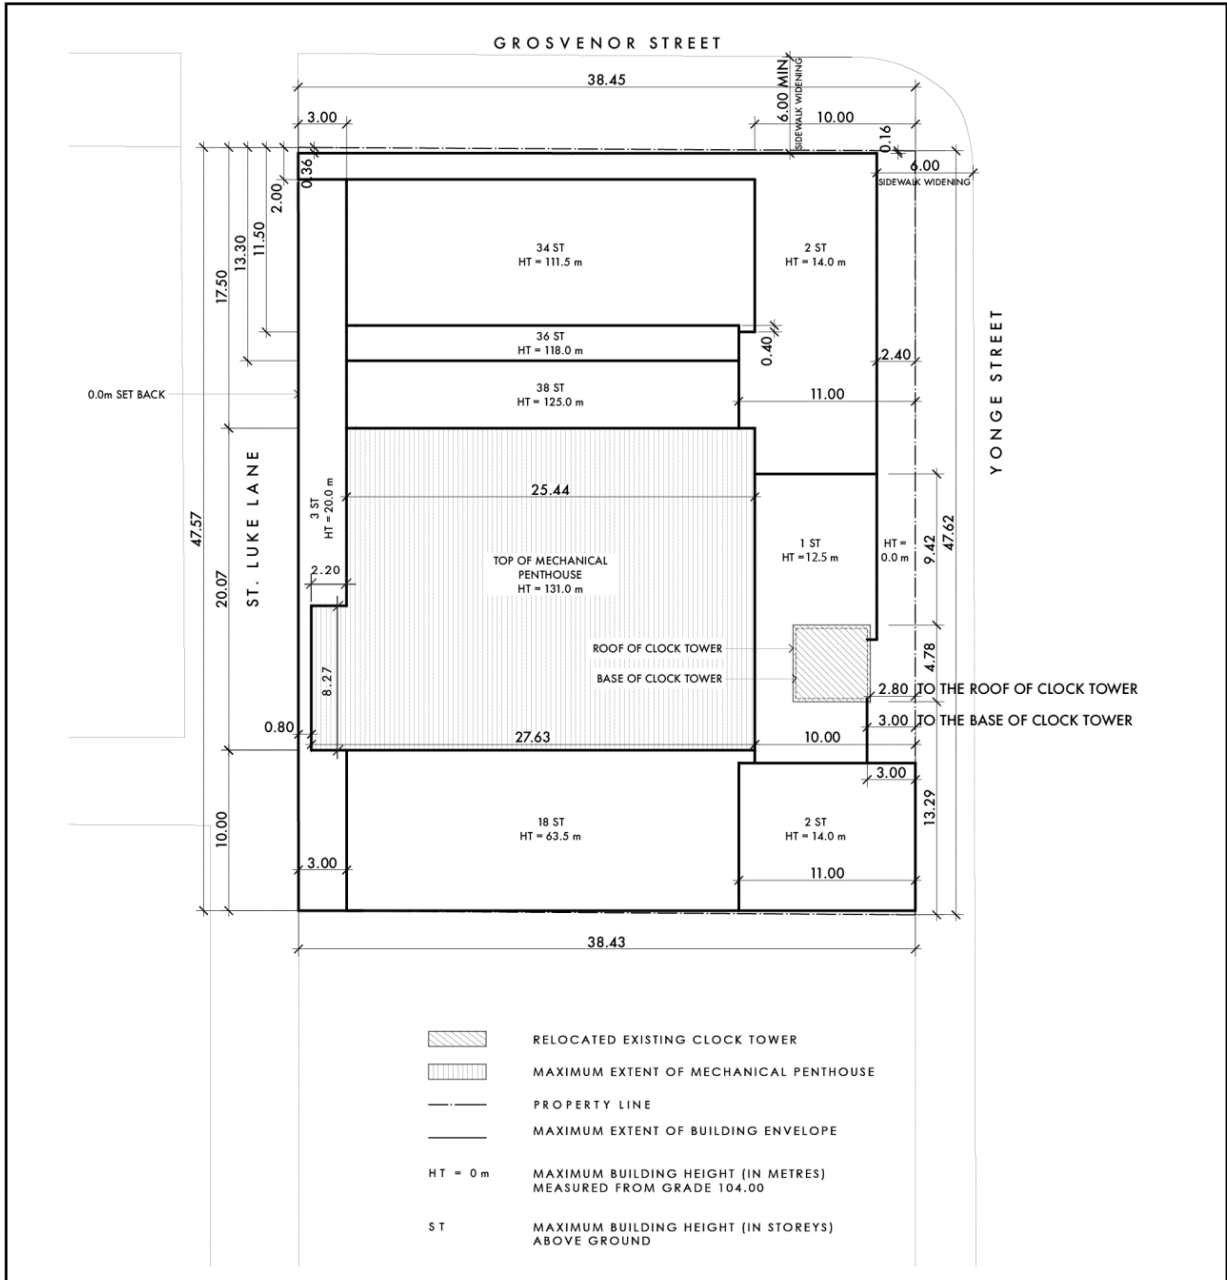 GROSVENOR STREET
38.45
6.00 MIN.
SIDEWALK WIDENING
3.00
10.00
0.16
0.36
6.00
SIDEWALK WIDENING
2.00
11.50
13.30
17.50
34 ST
HT = 111.5 m
2 ST
HT = 14.0 m
36 ST
HT = 118.0 m
0.40
2.40
38 ST
HT = 125.0 m
11.00
0.0m SET BACK
YONGE STREET
ST. LUKE LANE
25.44
3 ST
HT = 20.0 m
47.57
20.07
2.20
TOP OF MECHANICAL
PENTHOUSE
HT = 131.0 m
1 ST
HT =12.5 m
HT =
0.0 m
9.42
47.62
ROOF OF CLOCK TOWER
BASE OF CLOCK TOWER
4.78
8.27
2.80 TO THE ROOF OF CLOCK TOWER
3.00 TO THE BASE OF CLOCK TOWER
0.80
27.63
10.00
3.00
13.29
10.00
18 ST
HT = 63.5 m
2 ST
HT = 14.0 m
3.00
11.00
38.43
RELOCATED EXISTING CLOCK TOWER
MAXIMUM EXTENT OF MECHANICAL PENTHOUSE
PROPERTY LINE
MAXIMUM EXTENT OF BUILDING ENVELOPE
HT = 0 m MAXIMUM BUILDING HEIGHT (IN METRES)
MEASURED FROM GRADE 104.00
ST MAXIMUM BUILDING HEIGHT (IN STOREYS)
ABOVE GROUND